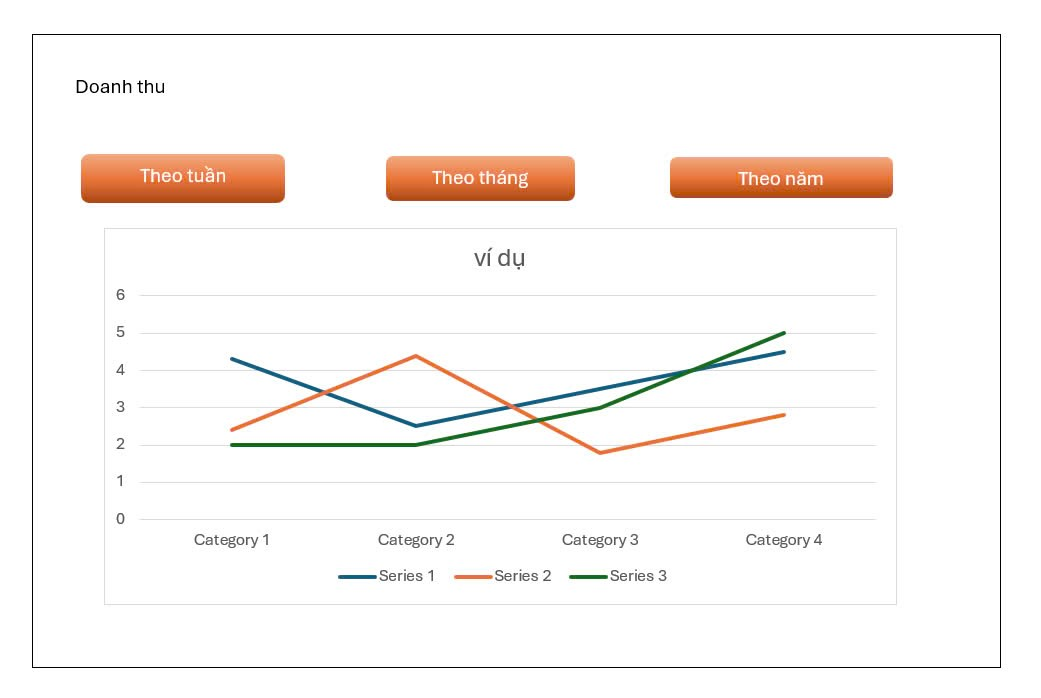 Doanh thu
Theo tuần
Theo tháng
Theo năm
ví dụ
6
5
4
3
2
1
0
Category 1 Category 2 Category 3 Category 4
Series 1 Series 2 Series 3